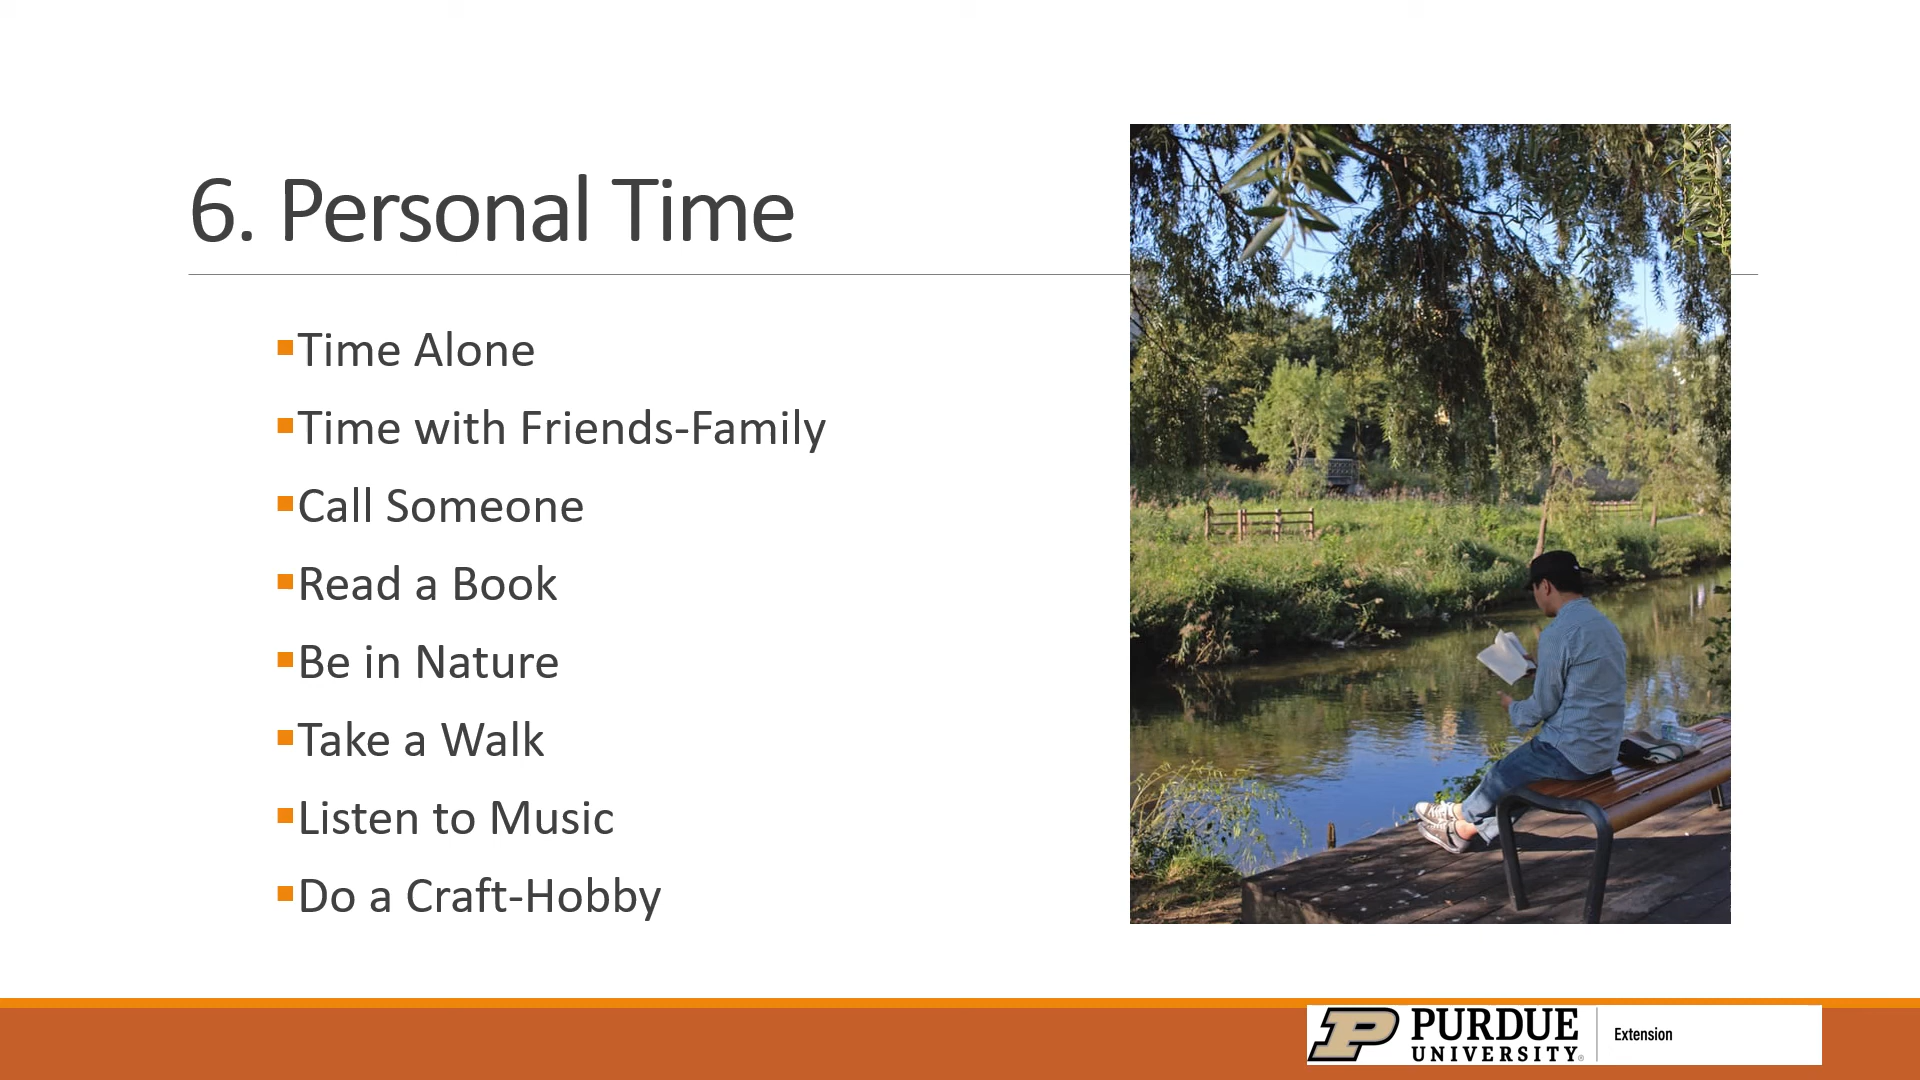 6. Personal Time
Time Alone
Time with Friends-Family
Call Someone
Read a Book
Be in Nature
Take a Walk
Listen to Music
Do a Craft-Hobby
PURDUE
UNIVERSITY®
Extension